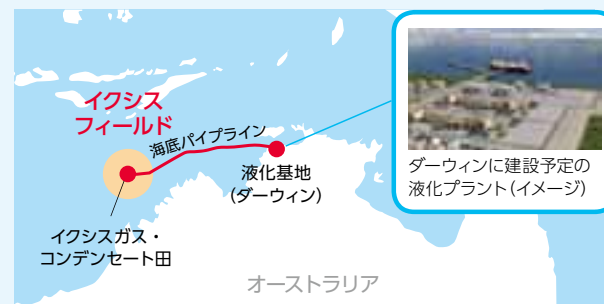 イクシス
フィールド
海底パイプライン
液化基地
(ダーウィン)
イクシスガス・
コンデンセート田
オーストラリア
ダーウィンに建設予定の
液化プラント(イメージ)